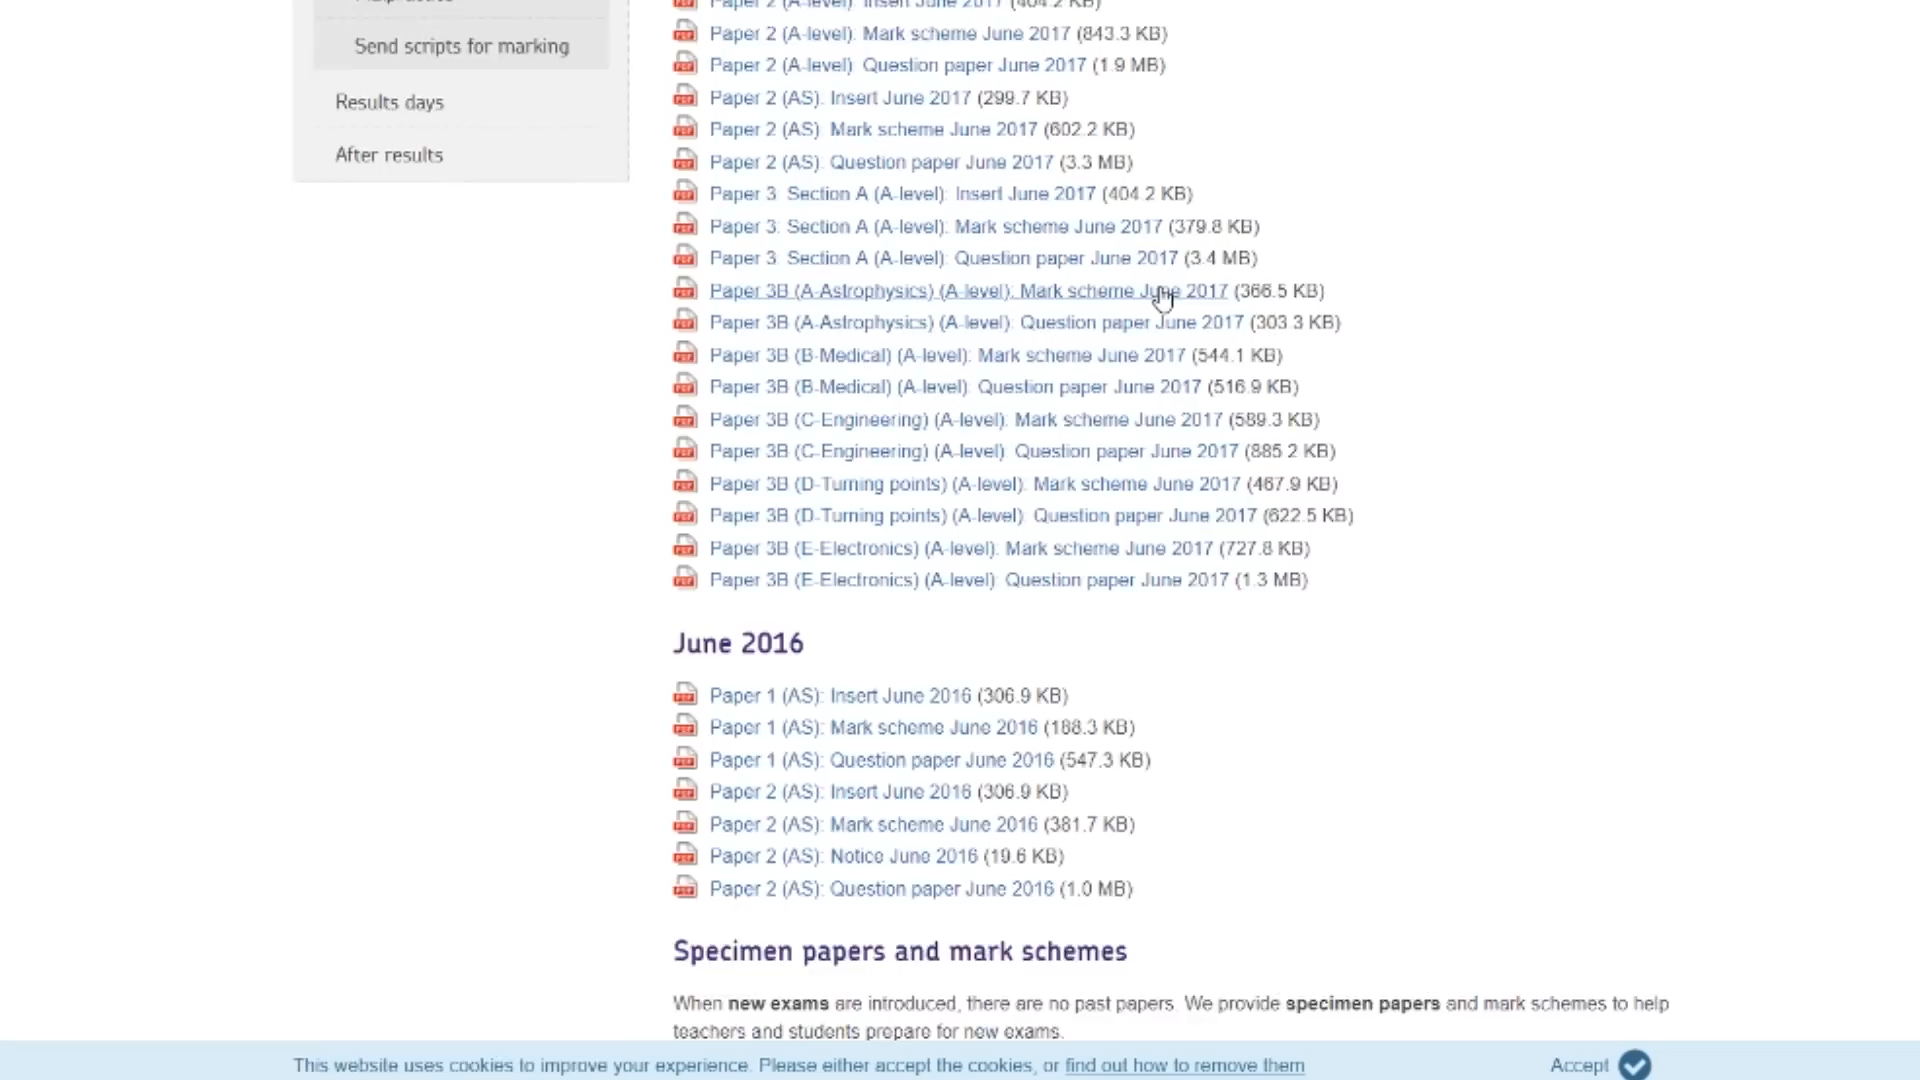 Send scripts for marking
Results days
After results
Paper 2 (A-level): Insert June 2017 (404.2 KB)
Paper 2 (A-level): Mark scheme June 2017 (843.3 KB)
Paper 2 (A-level): Question paper June 2017 (1.9 MB)
Paper 2 (AS): Insert June 2017 (299.7 KB)
Paper 2 (AS): Mark scheme June 2017 (602.2 KB)
Paper 2 (AS): Question paper June 2017 (3.3 MB)
Paper 3: Section A (A-level): Insert June 2017 (404.2 KB)
Paper 3: Section A (A-level): Mark scheme June 2017 (379.8 KB)
Paper 3: Section A (A-level): Question paper June 2017 (3.4 MB)
Paper 3B (A-Astrophysics) (A-level): Mark scheme June 2017 (366.5 KB)
Paper 3B (A-Astrophysics) (A-level): Question paper June 2017 (303.3 KB)
Paper 3B (B-Medical) (A-level): Mark scheme June 2017 (544.1 KB)
Paper 3B (B-Medical) (A-level): Question paper June 2017 (516.9 KB)
Paper 3B (C-Engineering) (A-level): Mark scheme June 2017 (589.3 KB)
Paper 3B (C-Engineering) (A-level): Question paper June 2017 (885.2 KB)
Paper 3B (D-Turning points) (A-level): Mark scheme June 2017 (467.9 KB)
Paper 3B (D-Turning points) (A-level): Question paper June 2017 (622.5 KB)
Paper 3B (E-Electronics) (A-level): Mark scheme June 2017 (727.8 KB)
Paper 3B (E-Electronics) (A-level): Question paper June 2017 (1.3 MB)
June 2016
Paper 1 (AS): Insert June 2016 (306.9 KB)
Paper 1 (AS): Mark scheme June 2016 (188.3 KB)
Paper 1 (AS): Question paper June 2016 (547.3 KB)
Paper 2 (AS): Insert June 2016 (306.9 KB)
Paper 2 (AS): Mark scheme June 2016 (381.7 KB)
Paper 2 (AS): Notice June 2016 (19.6 KB)
Paper 2 (AS): Question paper June 2016 (1.0 MB)
Specimen papers and mark schemes
When new exams are introduced, there are no past papers. We provide specimen papers and mark schemes to help
teachers and students prepare for new exams.
This website uses cookies to improve your experience. Please either accept the cookies, or find out how to remove them
Accept